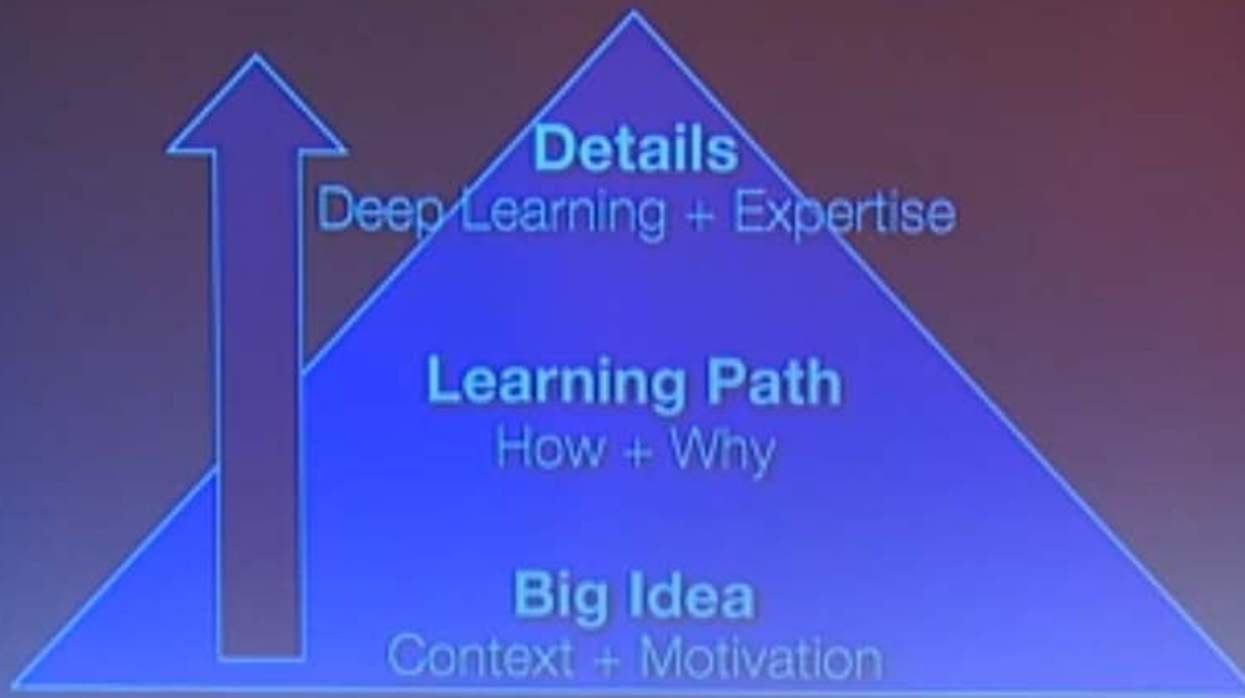 Details
Deep Learning + Expertise
Learning Path
How + Why
Big Idea
Context + Motivation